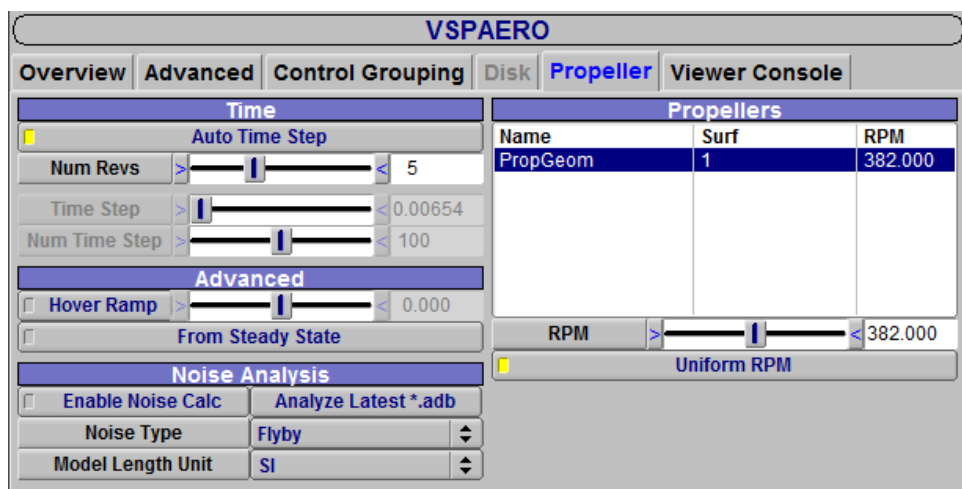 VSPAERO
Overview Advanced Control Grouping Disk Propeller Viewer Console
Time
Auto Time Step
Num Revs > < 5
Time Step > < 0.00654
Num Time Step > < 100
Advanced
Hover Ramp > < 0.000
From Steady State
Noise Analysis
Enable Noise Calc Analyze Latest *.adb
Noise Type Flyby
Model Length Unit SI
Propellers
Name Surf RPM
PropGeom 1 382.000
RPM > < 382.000
Uniform RPM